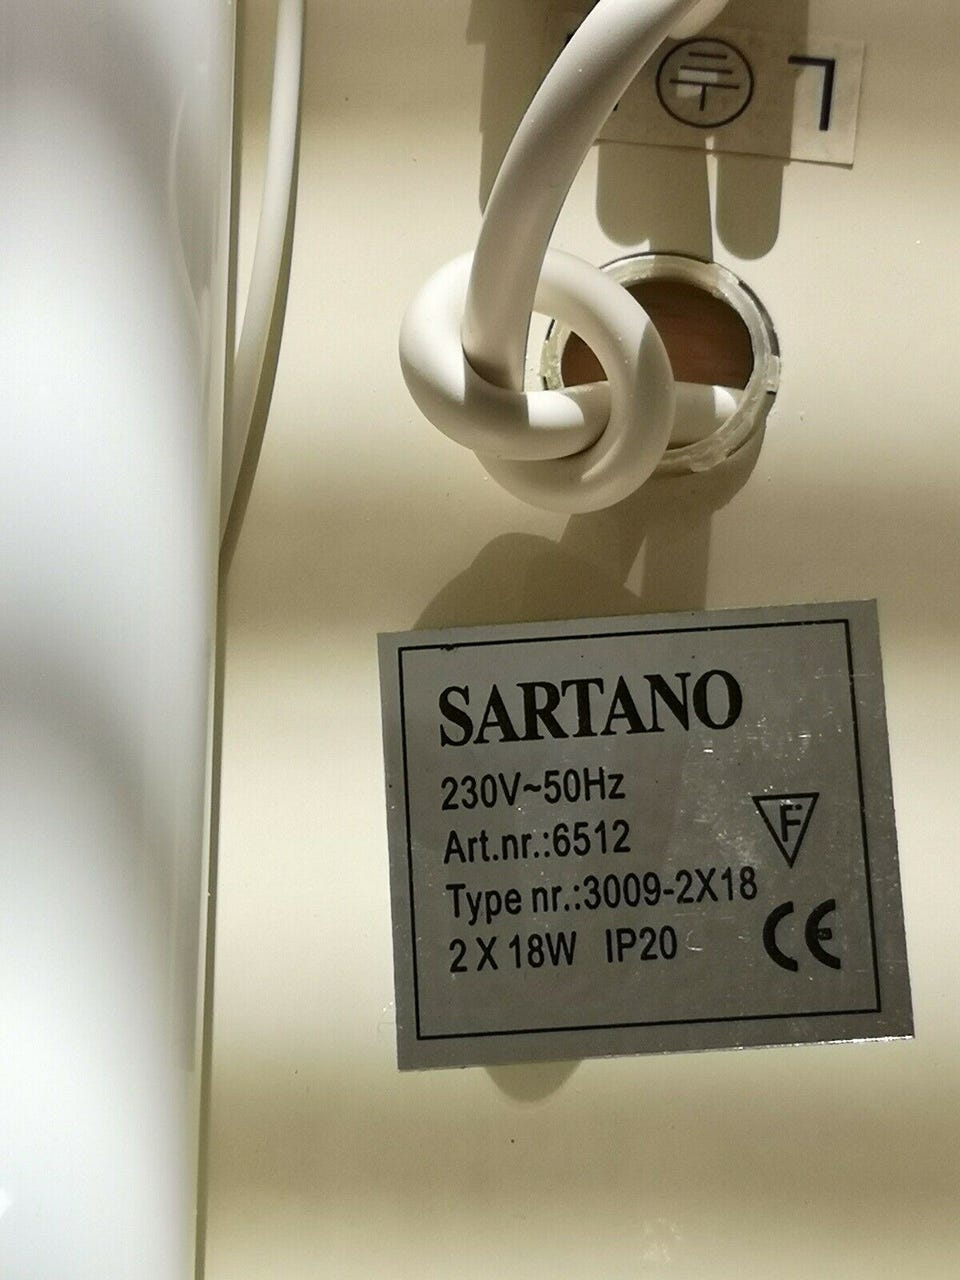 L
SARTANO
230V~50Hz
Art.nr.:6512
F
Type nr.:3009-2X18
2 X 18W IP20
CE